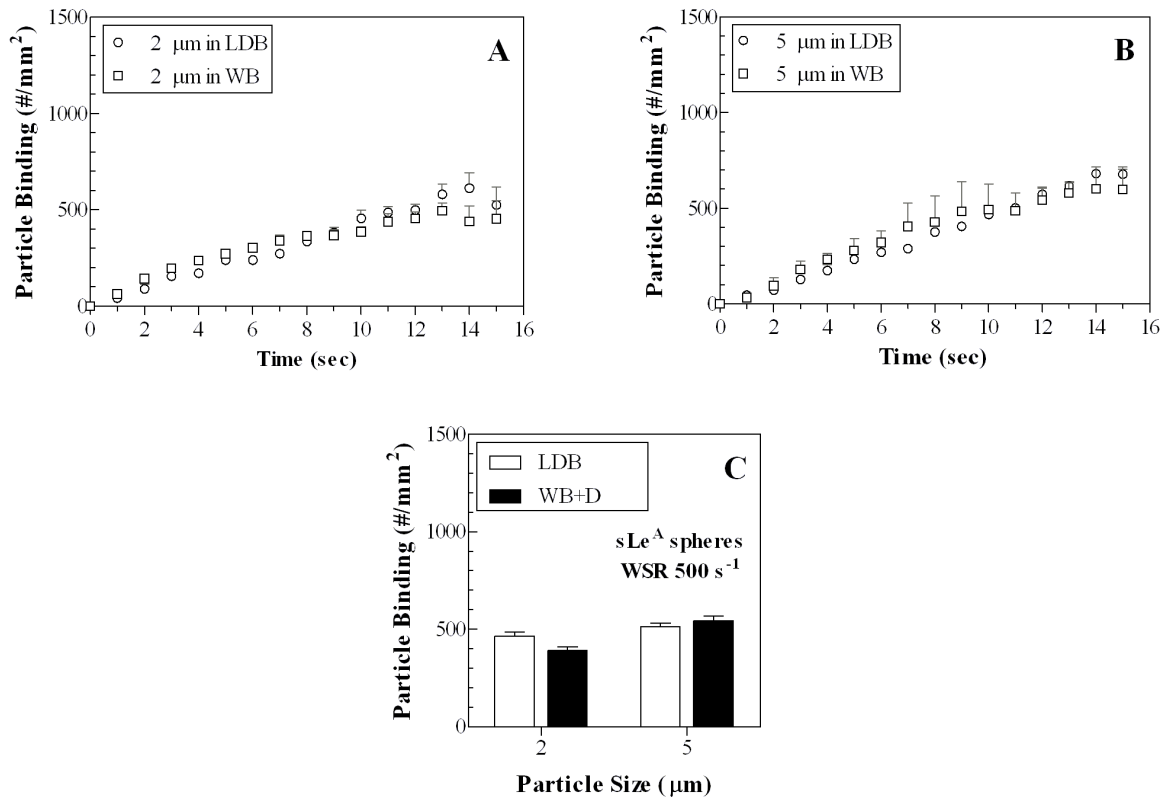 1500
1000
500
0
Particle Binding (#/mm²)
2 μm in LDB
2 μm in WB
A
0 2 4 6 8 10 12 14 16
Time (sec)
1500
1000
500
0
Particle Binding (#/mm²)
5 μm in LDB
5 μm in WB
B
0 2 4 6 8 10 12 14 16
Time (sec)
1500
1000
500
0
Particle Binding (#/mm²)
LDB
WB+D
C
sLeᴬ spheres
WSR 500 s⁻¹
2 5
Particle Size (μm)